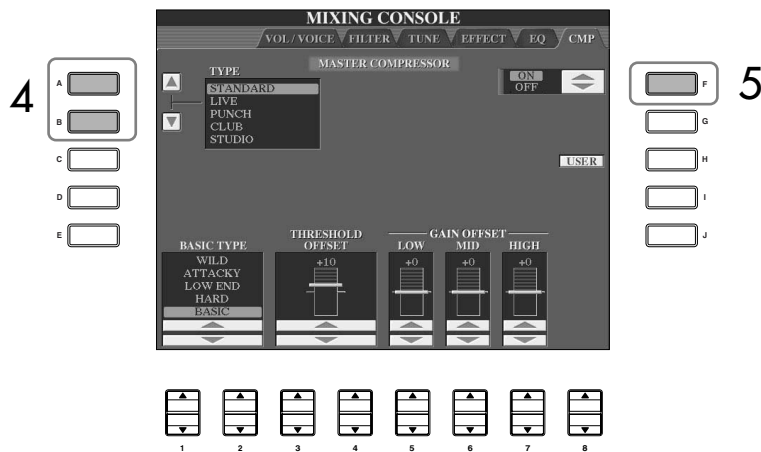 MIXING CONSOLE
VOL/VOICE FILTER TUNE EFFECT EQ CMP
MASTER COMPRESSOR
TYPE
STANDARD
LIVE
PUNCH
CLUB
STUDIO
ON
OFF
USER
4
A
B
C
D
E
5
F
G
H
I
J
BASIC TYPE
WILD
ATTACKY
LOW END
HARD
BASIC
THRESHOLD
OFFSET
+10
GAIN OFFSET
LOW MID HIGH
+0 +0 +0
1 2 3 4 5 6 7 8